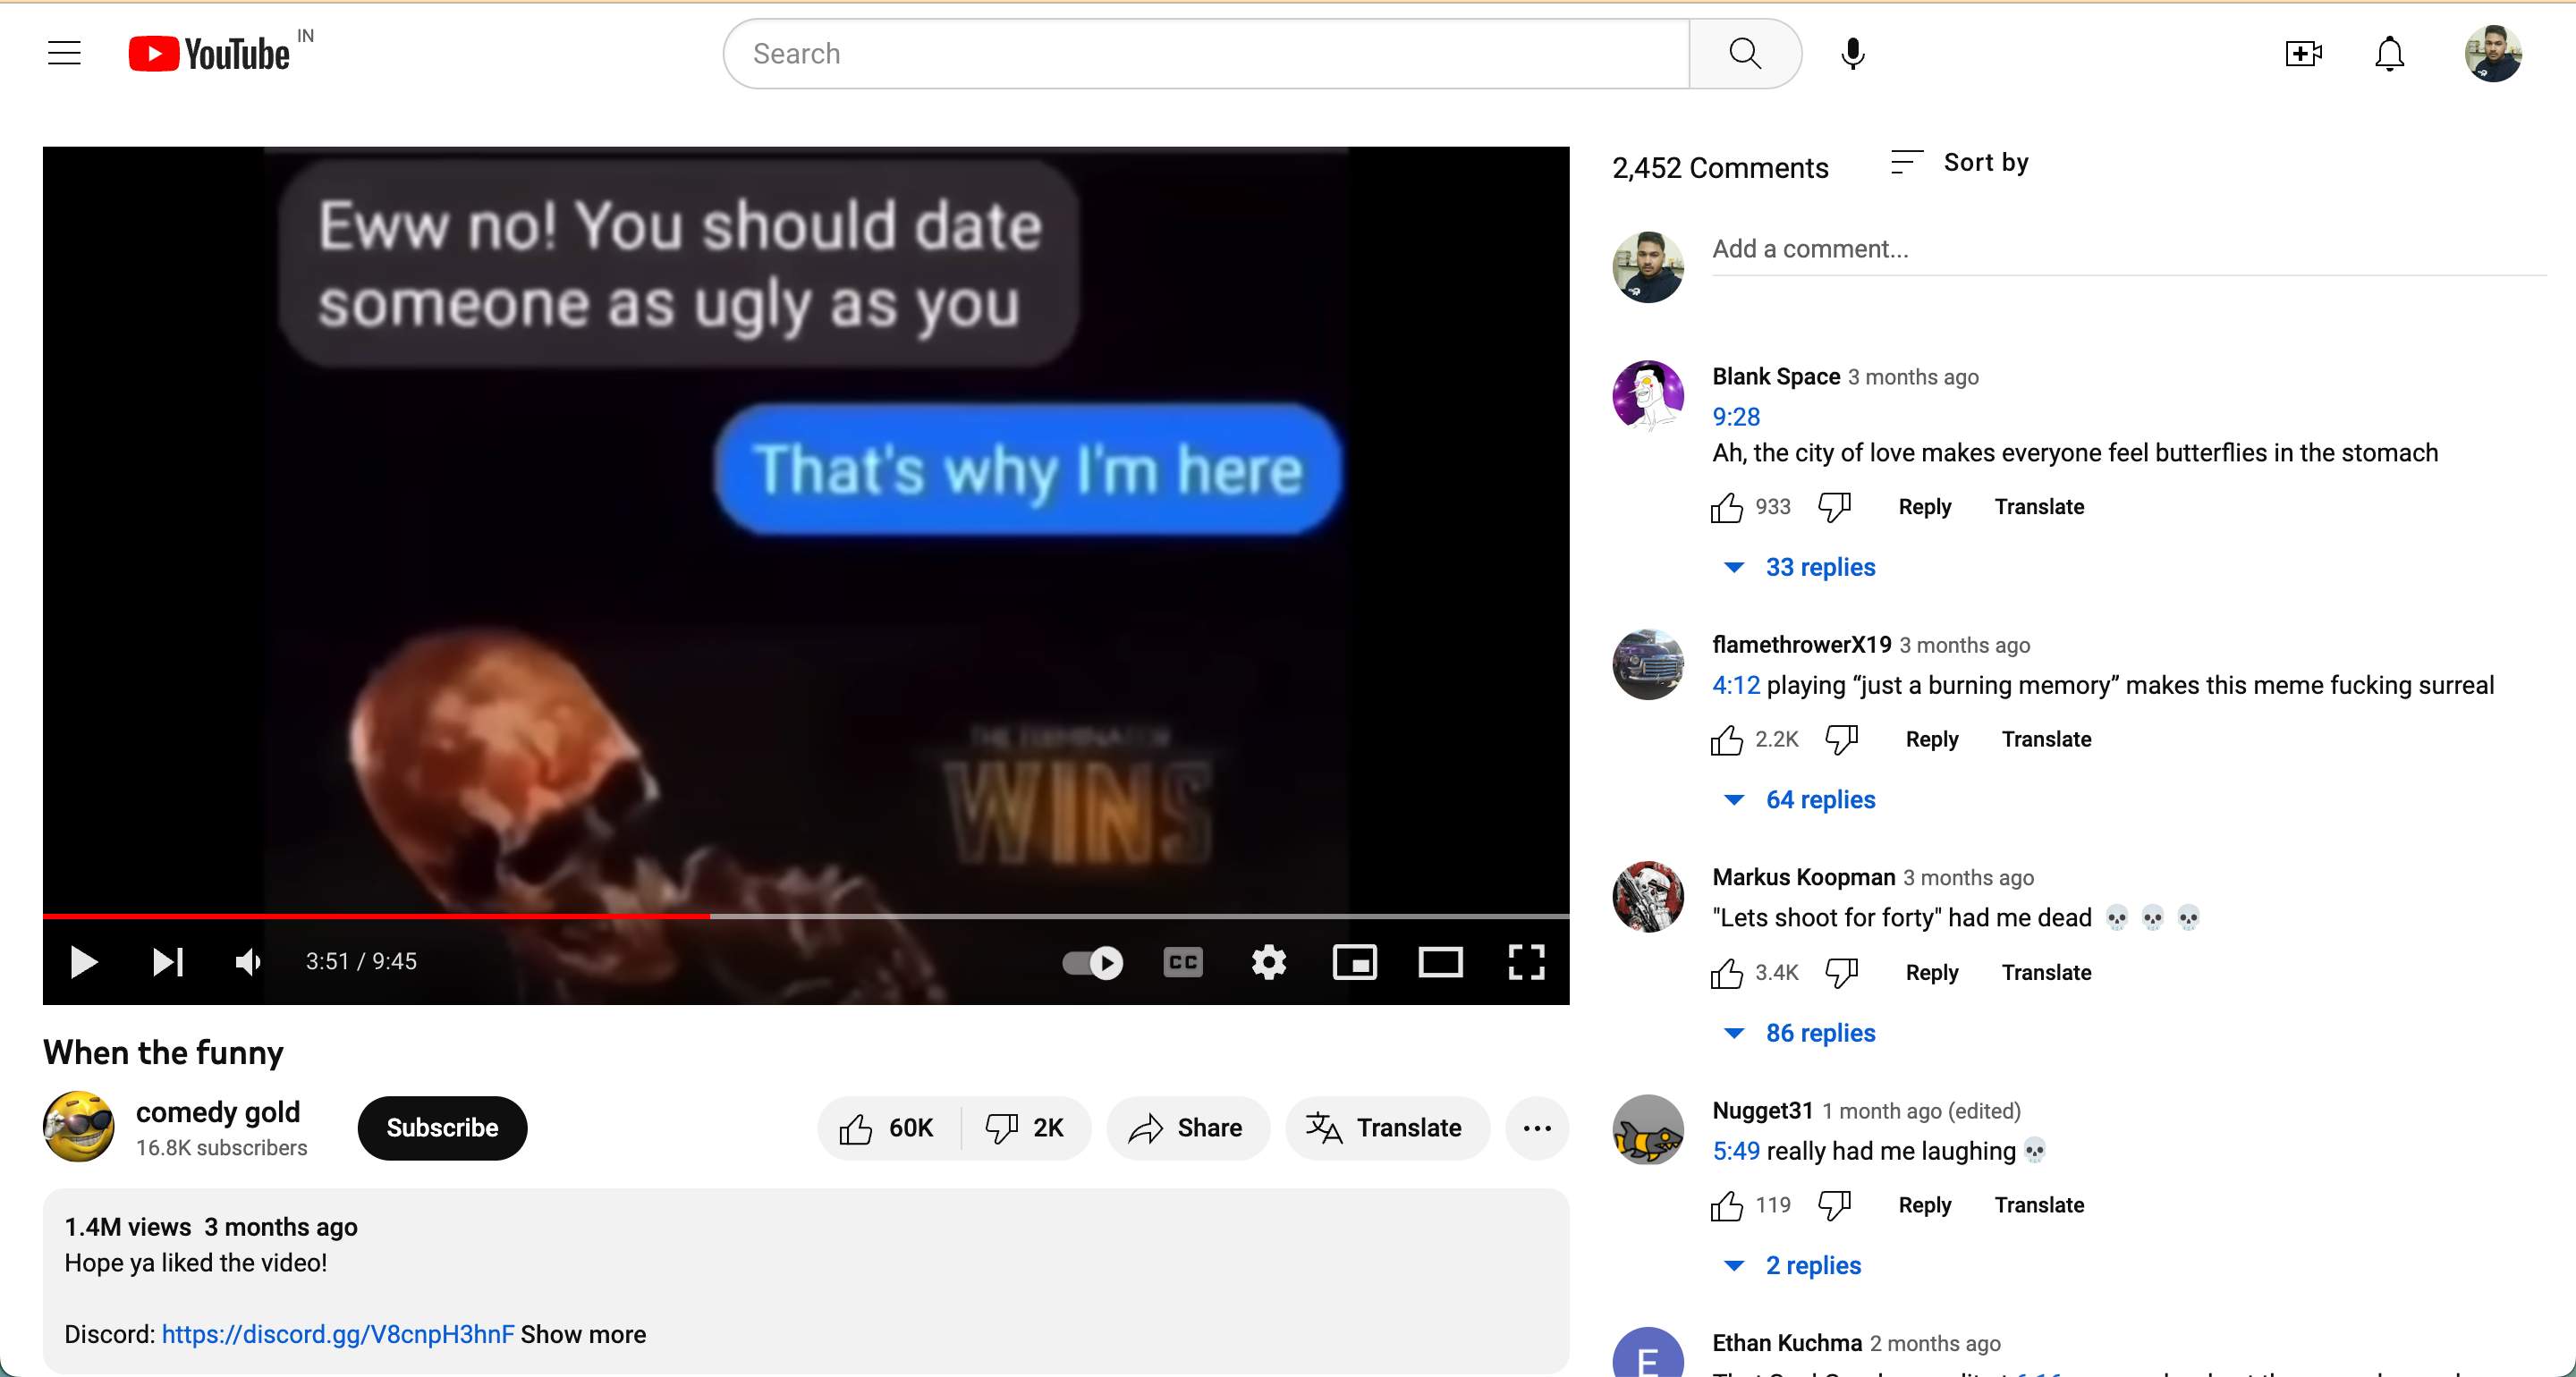 YouTube IN
Search
Eww no! You should date
someone as ugly as you
That's why I'm here
THE TERMINATOR
WINS
3:51 / 9:45
CC
When the funny
comedy gold
16.8K subscribers
Subscribe
60K
2K
Share
Translate
1.4M views 3 months ago
Hope ya liked the video!
Discord: https://discord.gg/V8cnpH3hnF Show more
2,452 Comments
Sort by
Add a comment...
Blank Space 3 months ago
9:28
Ah, the city of love makes everyone feel butterflies in the stomach
933 Reply Translate
33 replies
flamethrowerX19 3 months ago
4:12 playing “just a burning memory” makes this meme fucking surreal
2.2K Reply Translate
64 replies
Markus Koopman 3 months ago
"Lets shoot for forty" had me dead 💀 💀 💀
3.4K Reply Translate
86 replies
Nugget31 1 month ago (edited)
5:49 really had me laughing 💀
119 Reply Translate
2 replies
E
Ethan Kuchma 2 months ago